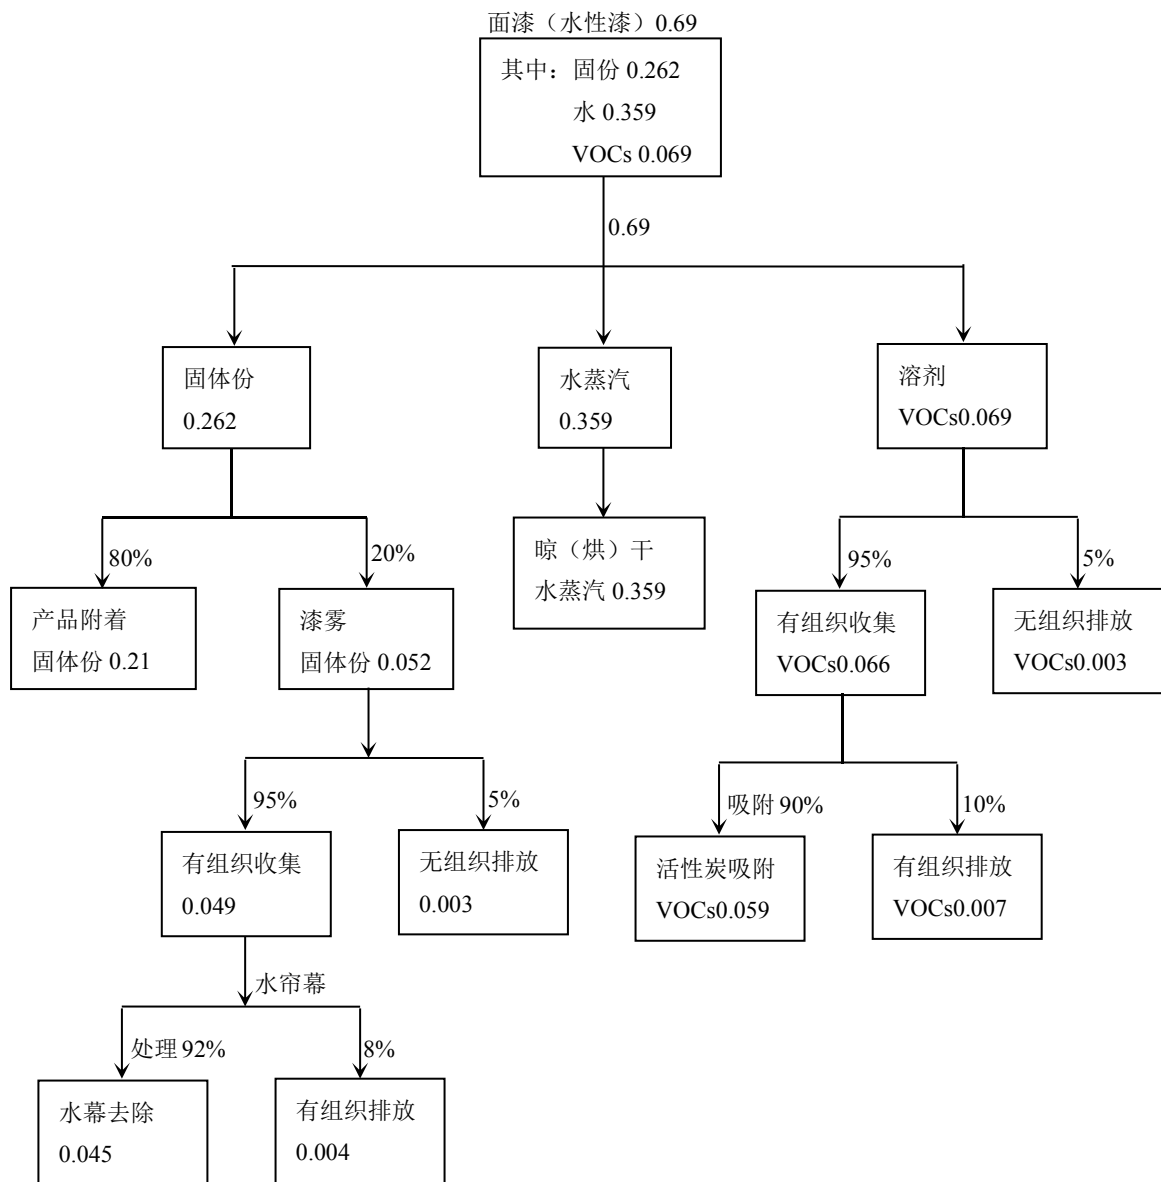 面漆（水性漆）0.69
其中：固份 0.262
水 0.359
VOCs 0.069
0.69
固体份
0.262
水蒸汽
0.359
溶剂
VOCs0.069
80%
20%
95%
5%
产品附着
固体份 0.21
漆雾
固体份 0.052
晾（烘）干
水蒸汽 0.359
有组织收集
VOCs0.066
无组织排放
VOCs0.003
95%
5%
吸附 90%
10%
有组织收集
0.049
无组织排放
0.003
活性炭吸附
VOCs0.059
有组织排放
VOCs0.007
水帘幕
处理 92%
8%
水幕去除
0.045
有组织排放
0.004